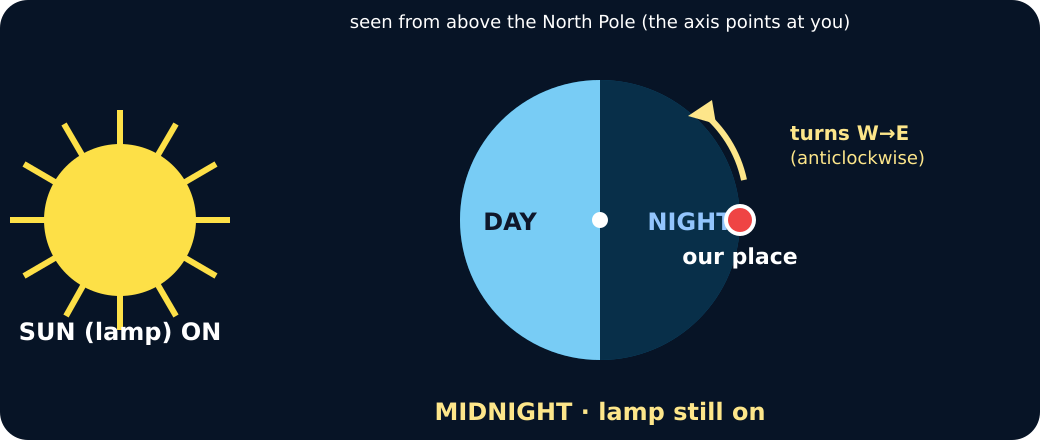 seen from above the North Pole (the axis points at you)
turns W→E
(anticlockwise)
DAY
NIGHT
our place
SUN (lamp) ON
MIDNIGHT · lamp still on